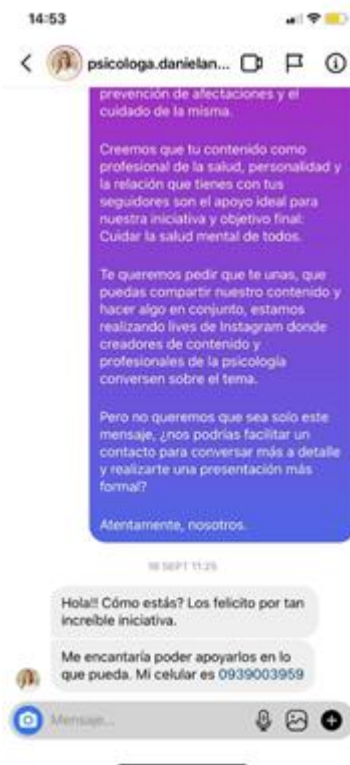 14:53
psicologa.danielan...
prevención de afectaciones y el
cuidado de la misma.
Creemos que tu contenido como
profesional de la salud, personalidad y
la relación que tienes con tus
seguidores son el apoyo ideal para
nuestra iniciativa y objetivo final:
Cuidar la salud mental de todos.
Te queremos pedir que te unas, que
puedas compartir nuestro contenido y
hacer algo en conjunto, estamos
realizando lives de Instagram donde
creadores de contenido y
profesionales de la psicología
conversen sobre el tema.
Pero no queremos que sea solo este
mensaje, ¿nos podrías facilitar un
contacto para conversar más a detalle
y realizarte una presentación más
formal?
Atentamente, nosotros.
SEPT 11:25
Hola!! Cómo estás? Los felicito por tan
increíble iniciativa.
Me encantaría poder apoyarlos en lo
que pueda. Mi celular es 0939003959
Mensaje...